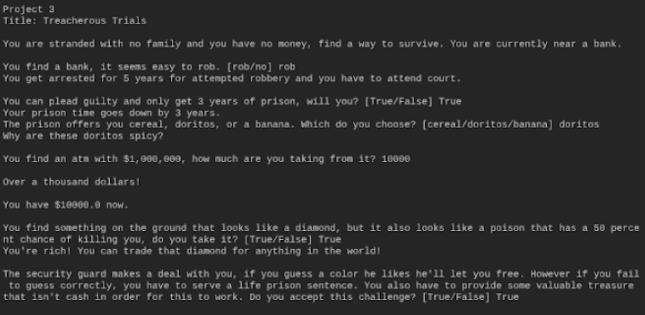 Project 3
Title: Treacherous Trials
You are stranded with no family and you have no money, find a way to survive. You are currently near a bank.
You find a bank, it seems easy to rob. [rob/no] rob
You get arrested for 5 years for attempted robbery and you have to attend court.
You can plead guilty and only get 3 years of prison, will you? [True/False] True
Your prison time goes down by 3 years.
The prison offers you cereal, doritos, or a banana. Which do you choose? [cereal/doritos/banana] doritos
Why are these doritos spicy?
You find an atm with $1,000,000, how much are you taking from it? 10000
Over a thousand dollars!
You have $10000.0 now.
You find something on the ground that looks like a diamond, but it also looks like a poison that has a 50 perce
nt chance of killing you, do you take it? [True/False] True
You're rich! You can trade that diamond for anything in the world!
The security guard makes a deal with you, if you guess a color he likes he'll let you free. However if you fail
to guess correctly, you have to serve a life prison sentence. You also have to provide some valuable treasure
that isn't cash in order for this to work. Do you accept this challenge? [True/False] True